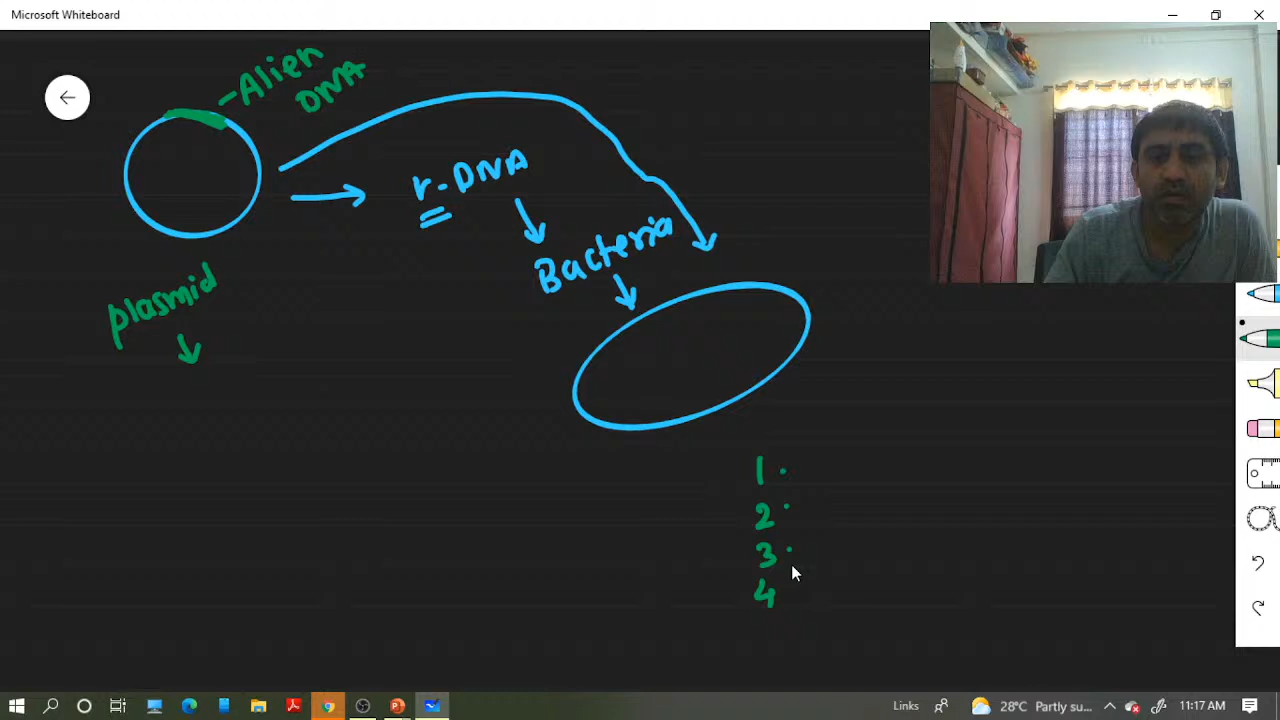 Microsoft Whiteboard
-Alien
DNA
r-DNA
Bacteria
plasmid
1.
2.
3.
4
Links
28°C Partly su...
11:17 AM